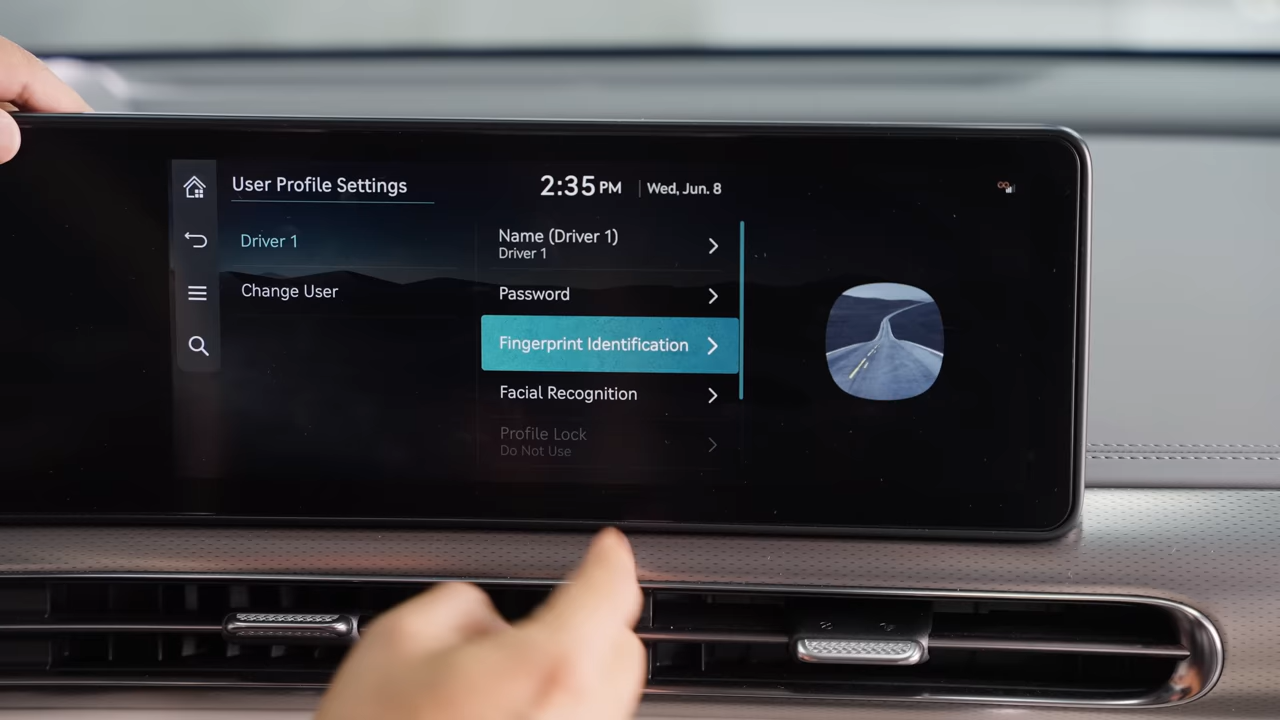 User Profile Settings
2:35 PM
Wed, Jun. 8
Driver 1
Change User
Name (Driver 1)
Driver 1
Password
Fingerprint Identification
Facial Recognition
Profile Lock
Do Not Use